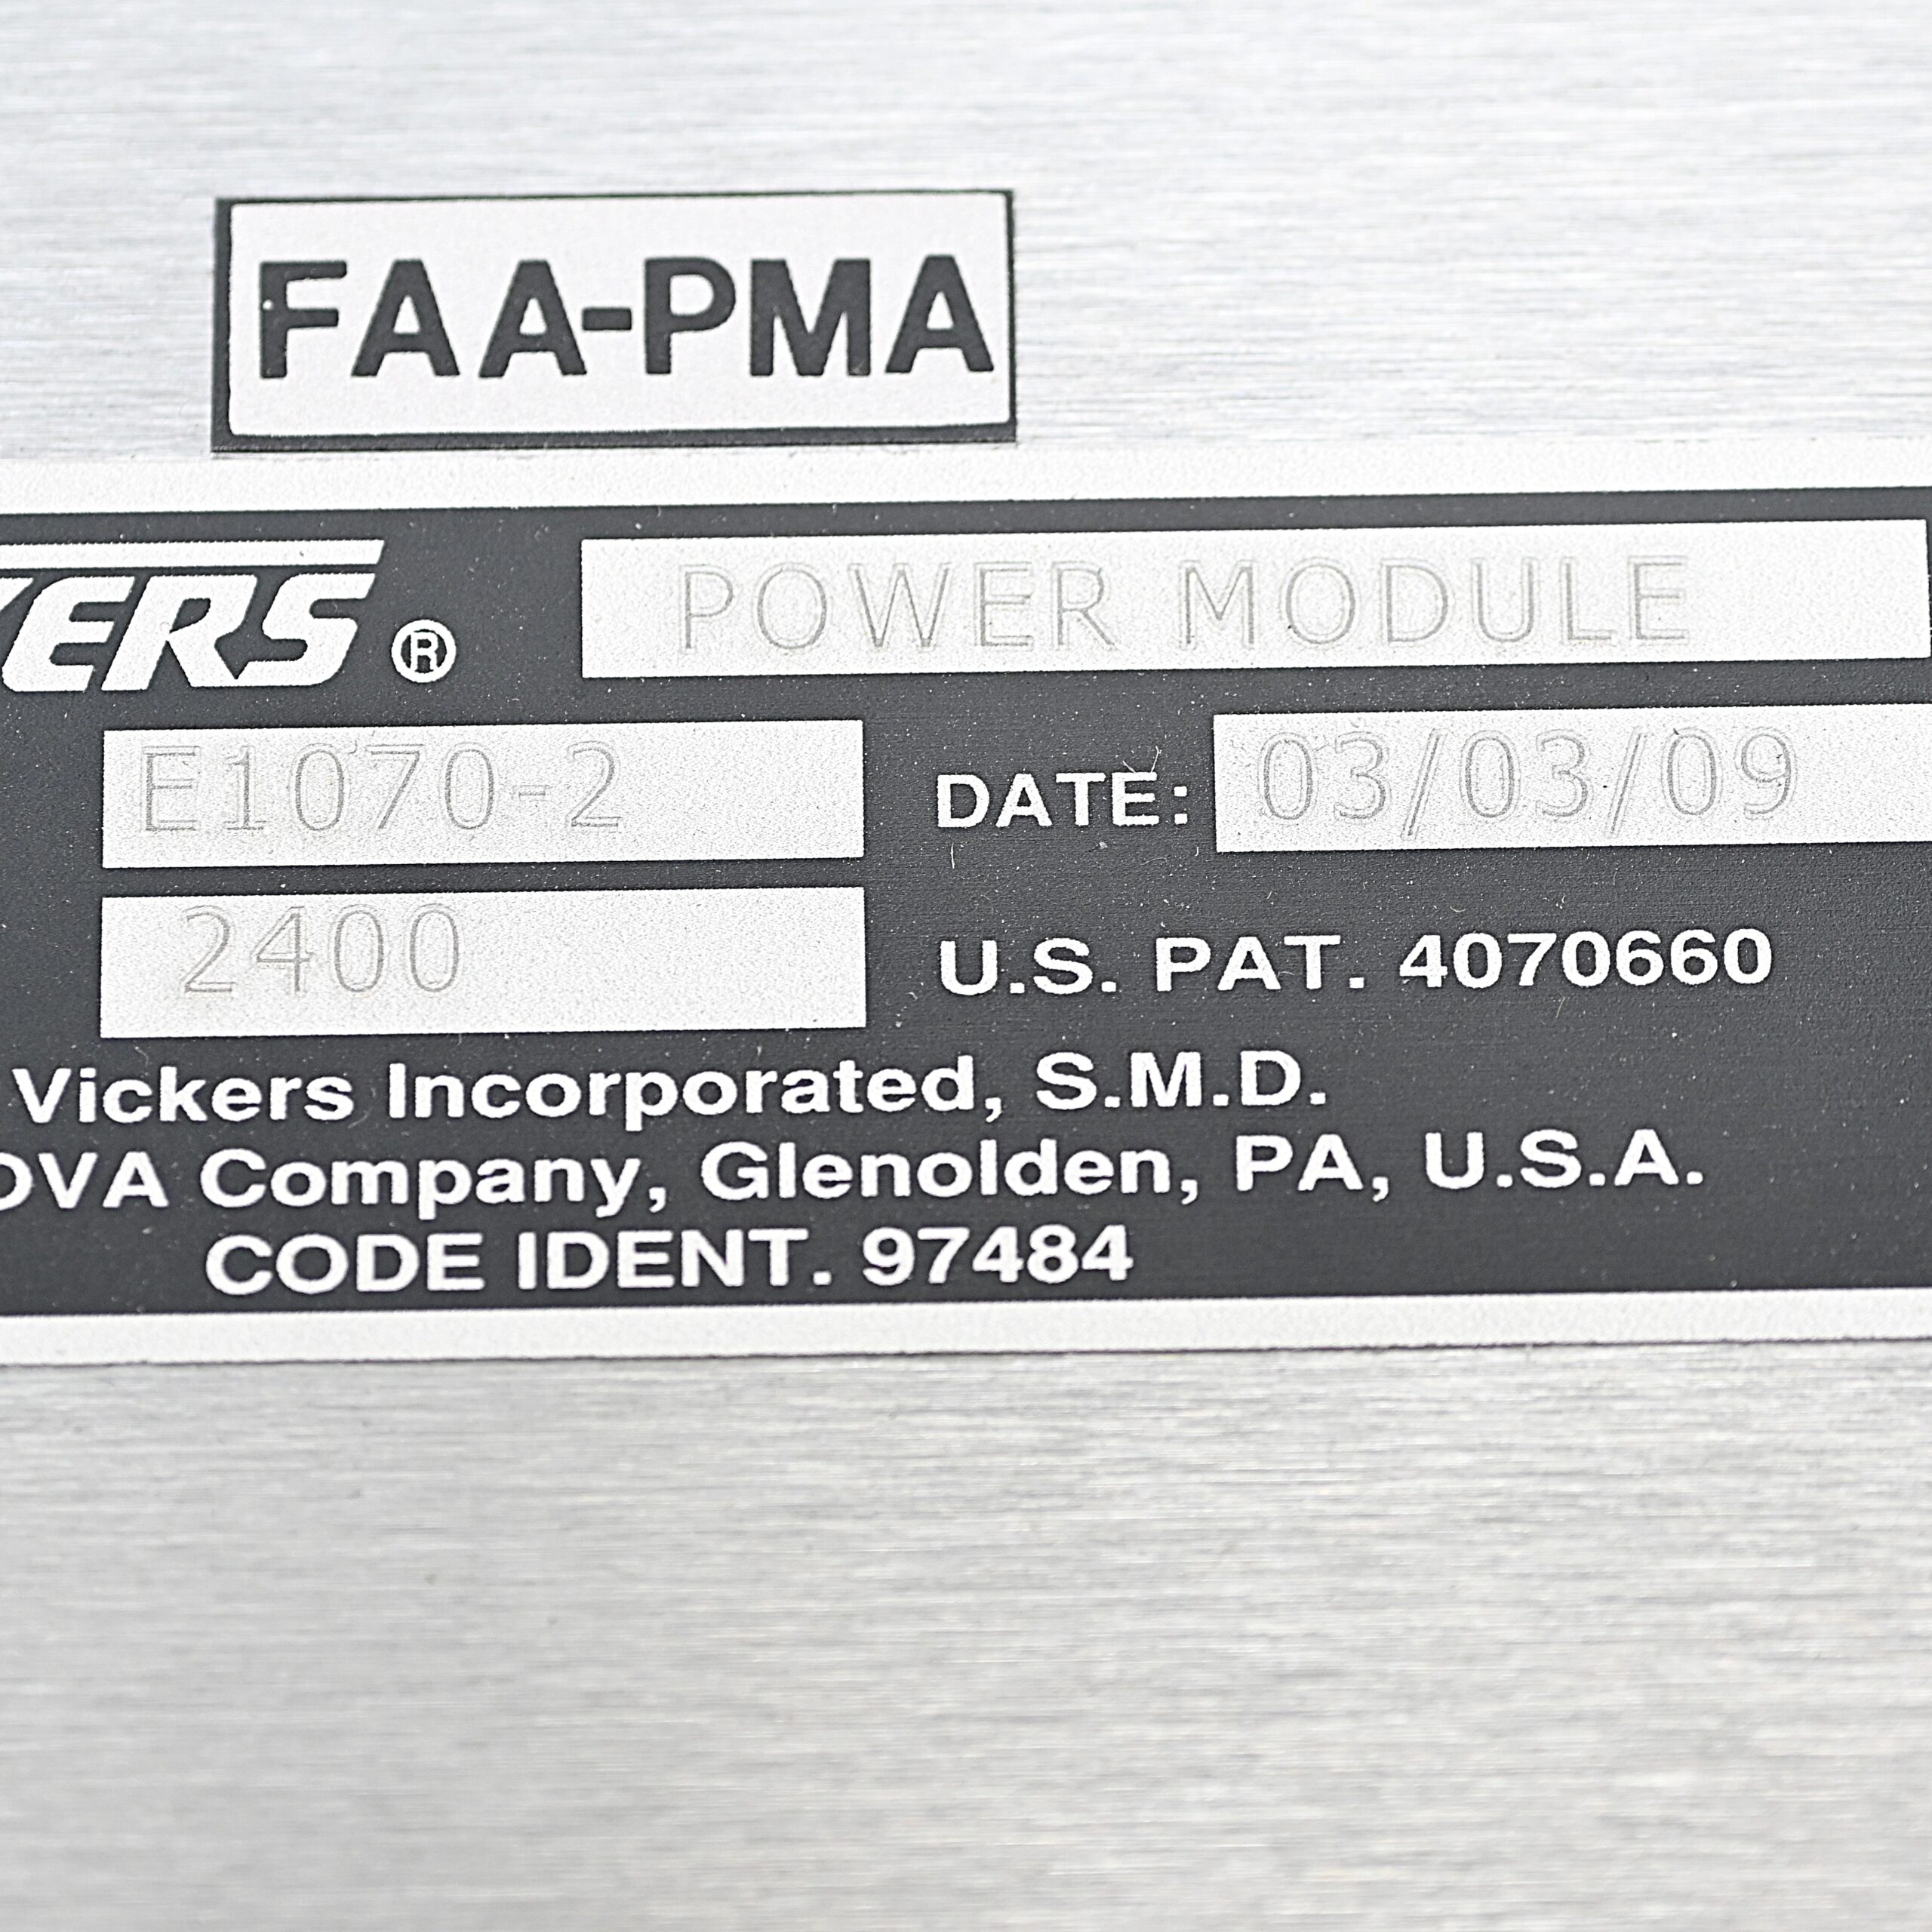 FAA-PMA
KERS® POWER MODULE
E1070-2 DATE: 03/03/09
2400 U.S. PAT. 4070660
Vickers Incorporated, S.M.D.
OVA Company, Glenolden, PA, U.S.A.
CODE IDENT. 97484